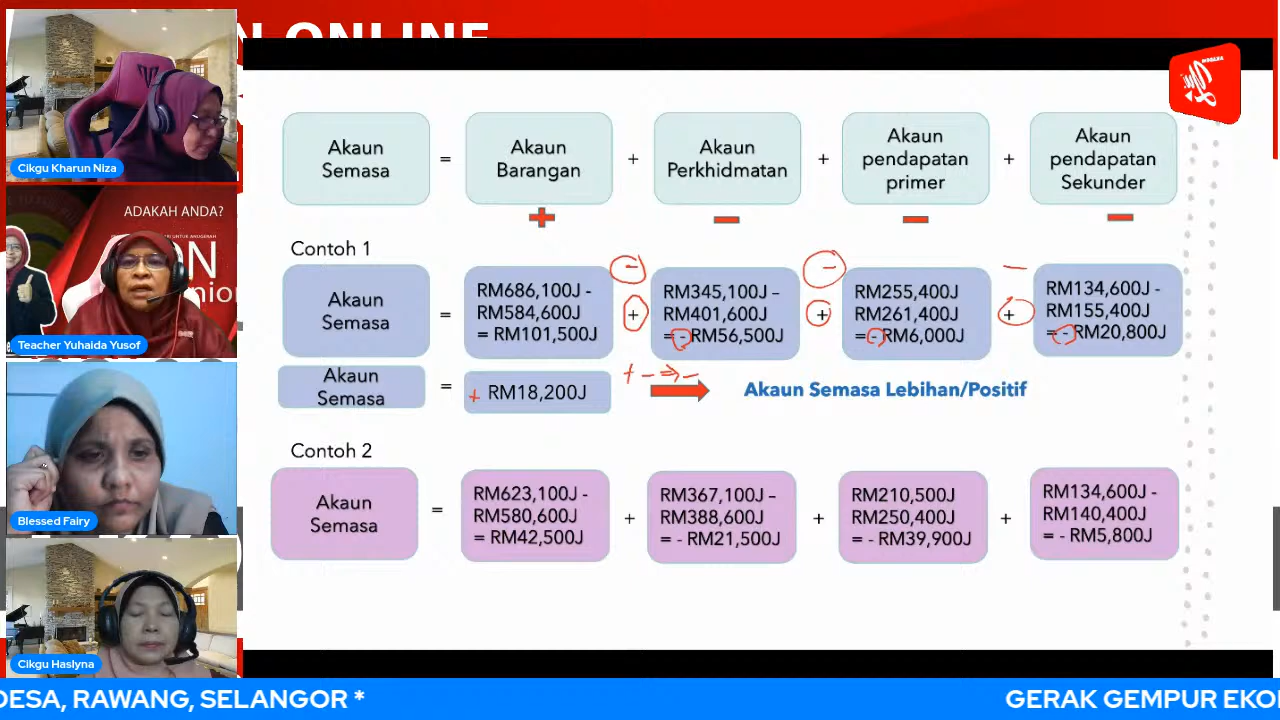 N ONLINE
Cikgu Kharun Niza
ADAKAH ANDA?
Teacher Yuhaida Yusof
Blessed Fairy
Cikgu Haslyna
Akaun
Semasa
=
Akaun
Barangan
+
Akaun
Perkhidmatan
+
Akaun
pendapatan
primer
+
Akaun
pendapatan
Sekunder
+
-
-
-
Contoh 1
Akaun
Semasa
=
RM686,100J -
RM584,600J
= RM101,500J
-
+
RM345,100J –
RM401,600J
= - RM56,500J
-
+
RM255,400J
RM261,400J
= - RM6,000J
-
+
RM134,600J -
RM155,400J
= - RM20,800J
Akaun
Semasa
=
+ RM18,200J
+ - ⇒ -
Akaun Semasa Lebihan/Positif
Contoh 2
Akaun
Semasa
=
RM623,100J -
RM580,600J
= RM42,500J
+
RM367,100J –
RM388,600J
= - RM21,500J
+
RM210,500J
RM250,400J
= - RM39,900J
+
RM134,600J -
RM140,400J
= - RM5,800J
DESA, RAWANG, SELANGOR *
GERAK GEMPUR EKO